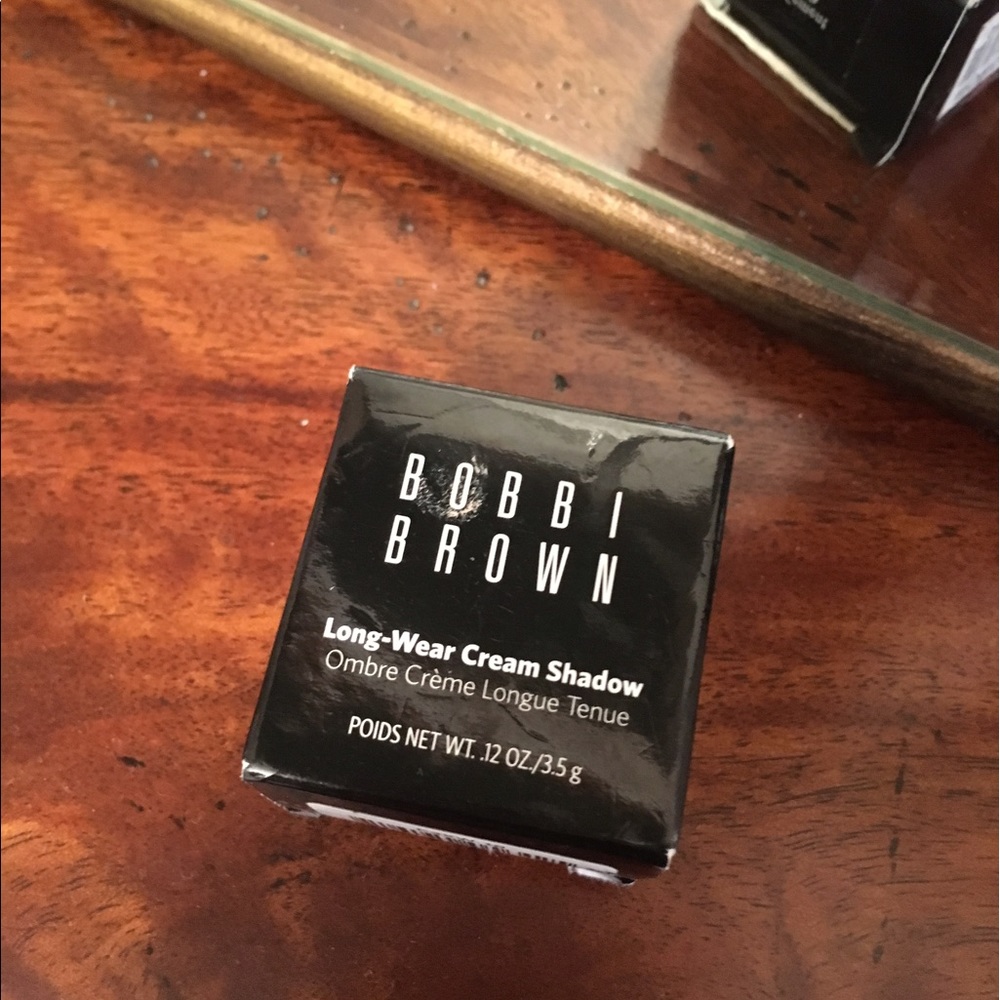 BOBBI
BROWN
Long-Wear Cream Shadow
Ombre Crème Longue Tenue
POIDS NET WT. .12 OZ./3.5 g